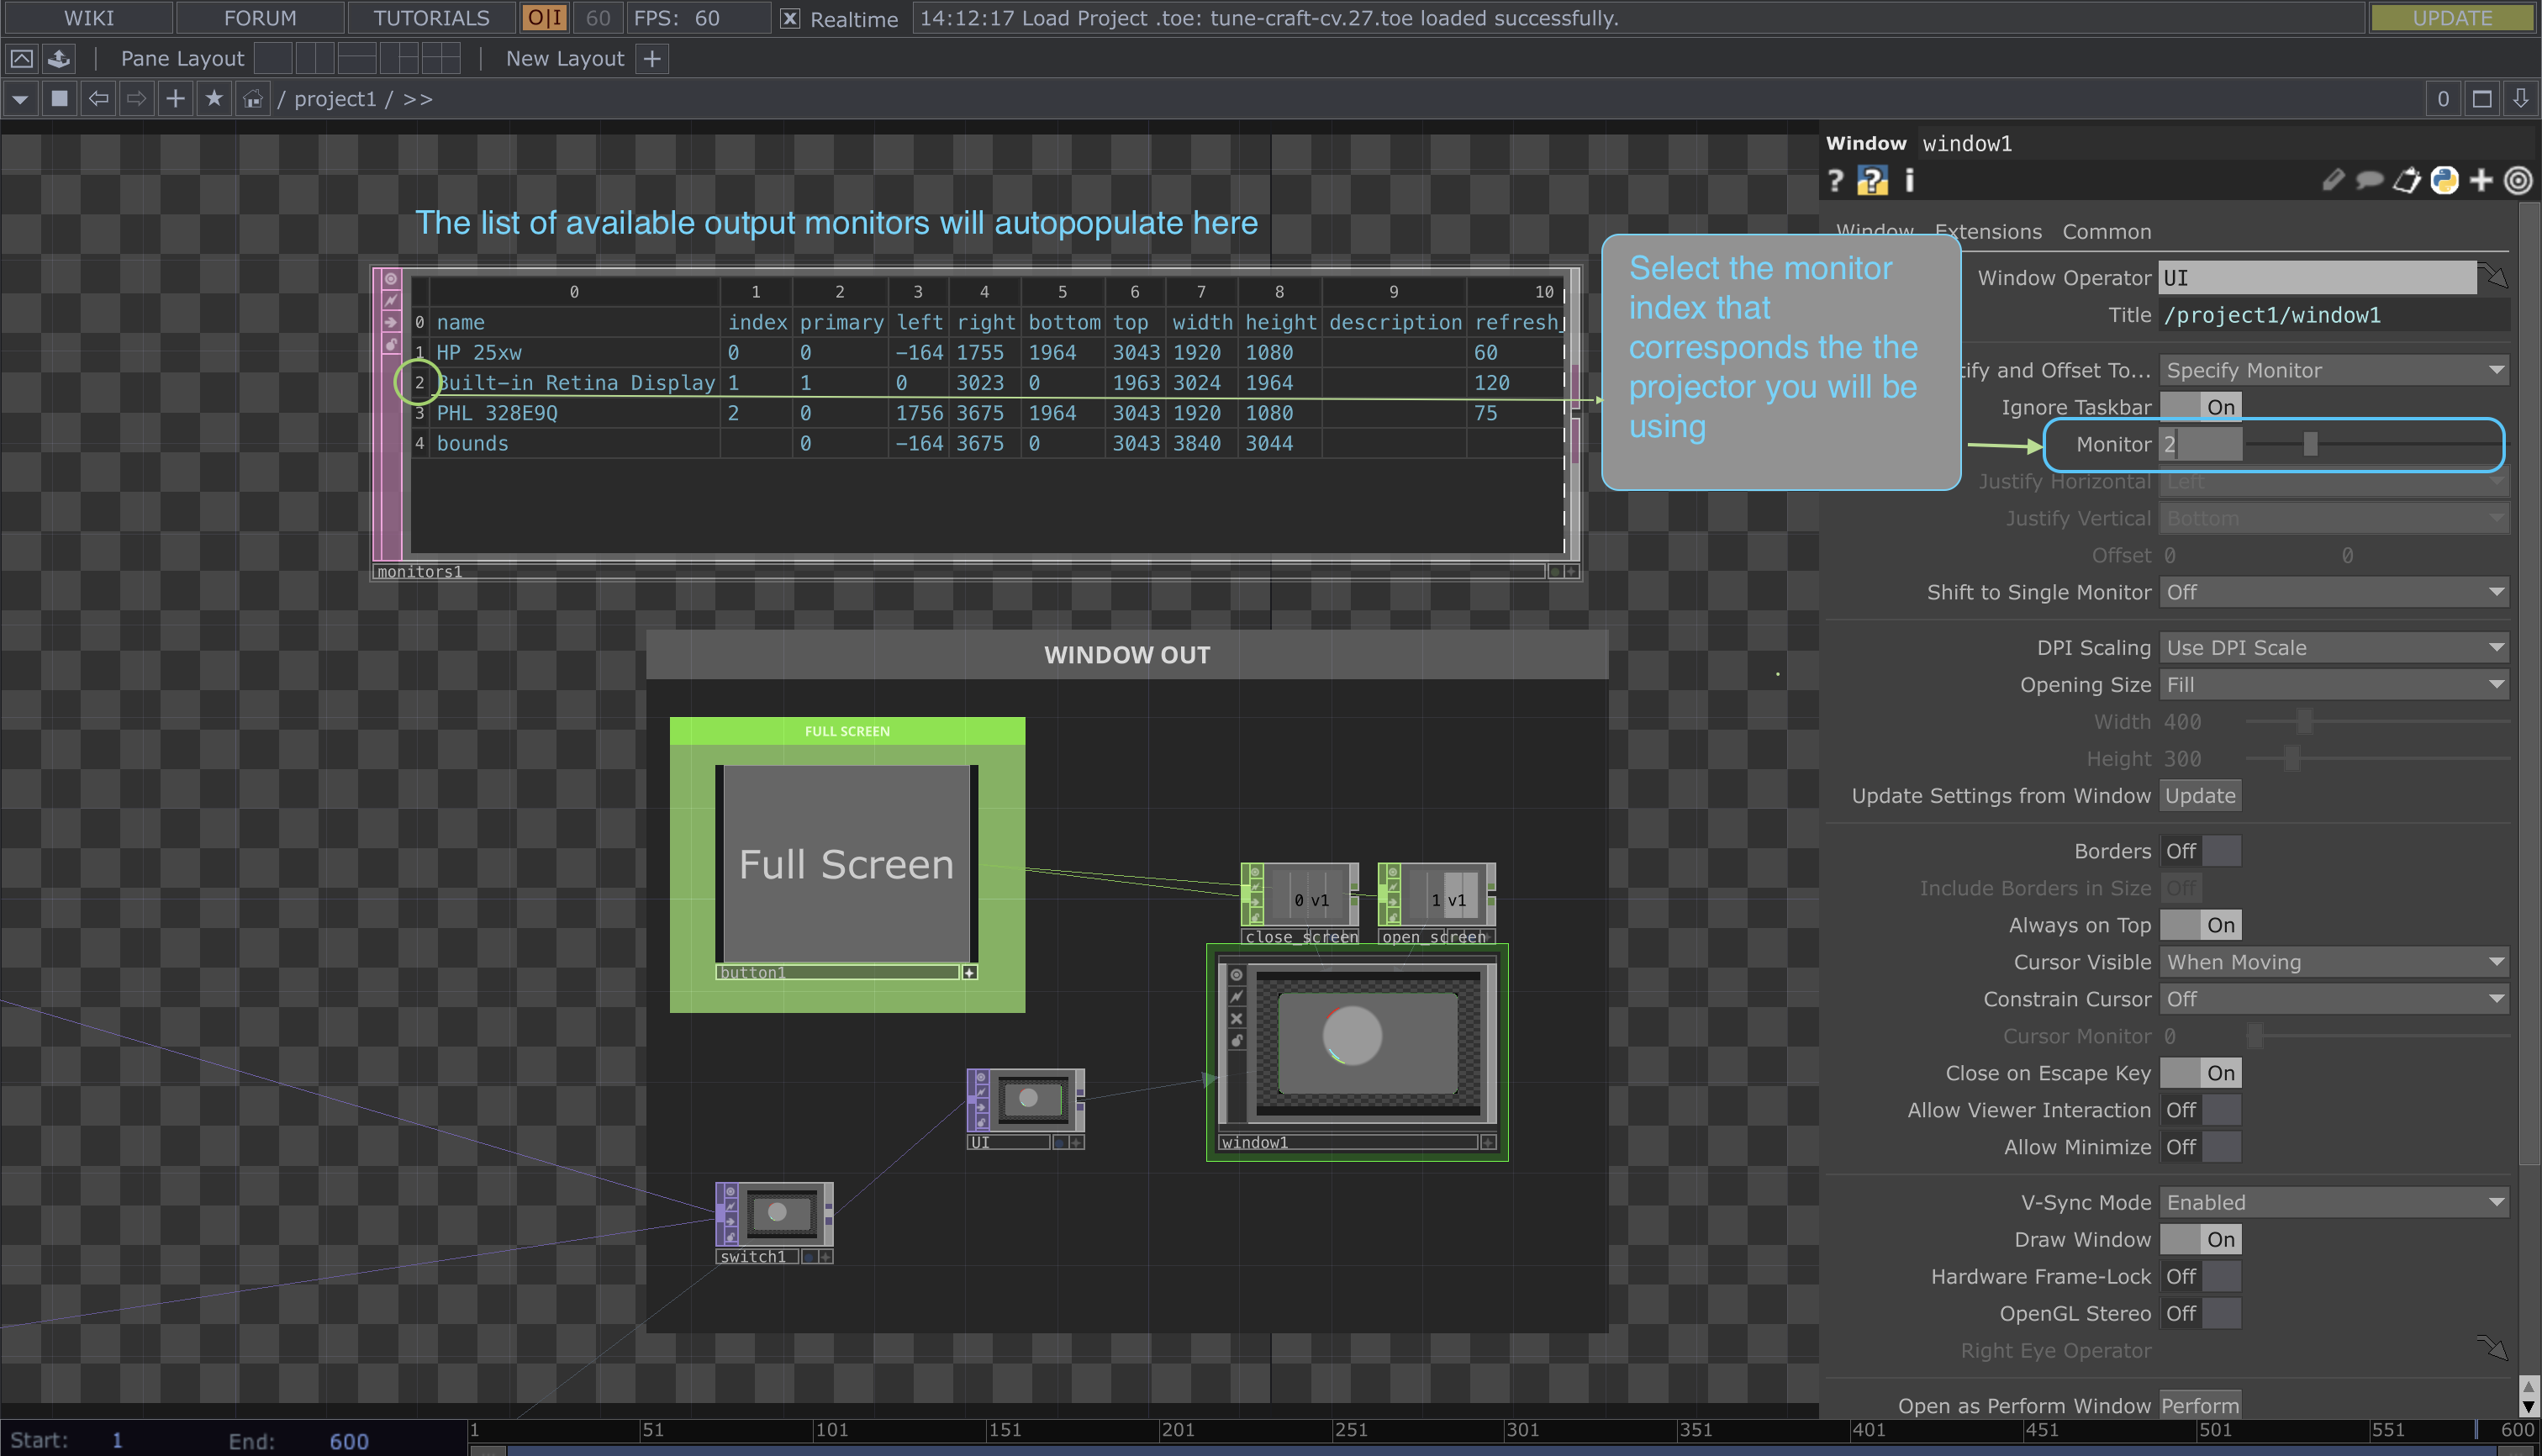 WIKI FORUM TUTORIALS O|I 60 FPS: 60 X Realtime 14:12:17 Load Project .toe: tune-craft-cv.27.toe loaded successfully. UPDATE
Pane Layout New Layout +
/ project1 / >> 0
Window window1
Window Extensions Common
The list of available output monitors will autopopulate here
0 1 2 3 4 5 6 7 8 9 10
0 name index primary left right bottom top width height description refresh_
1 HP 25xw 0 0 -164 1755 1964 3043 1920 1080 60
2 Built-in Retina Display 1 1 0 3023 0 1963 3024 1964 120
3 PHL 328E9Q 2 0 1756 3675 1964 3043 1920 1080 75
4 bounds 0 -164 3675 0 3043 3840 3044
monitors1
Select the monitor
index that
corresponds the the
projector you will be
using
WINDOW OUT
FULL SCREEN
Full Screen
button1
0 v1
close_screen
1 v1
open_screen
UI
window1
switch1
Window Operator UI
Title /project1/window1
tify and Offset To... Specify Monitor
Ignore Taskbar On
Monitor 2
Justify Horizontal Left
Justify Vertical Bottom
Offset 0 0
Shift to Single Monitor Off
DPI Scaling Use DPI Scale
Opening Size Fill
Width 400
Height 300
Update Settings from Window Update
Borders Off
Include Borders in Size Off
Always on Top On
Cursor Visible When Moving
Constrain Cursor Off
Cursor Monitor 0
Close on Escape Key On
Allow Viewer Interaction Off
Allow Minimize Off
V-Sync Mode Enabled
Draw Window On
Hardware Frame-Lock Off
OpenGL Stereo Off
Right Eye Operator
Open as Perform Window Perform
Start: 1 End: 600 1 51 101 151 201 251 301 351 401 451 501 551 600